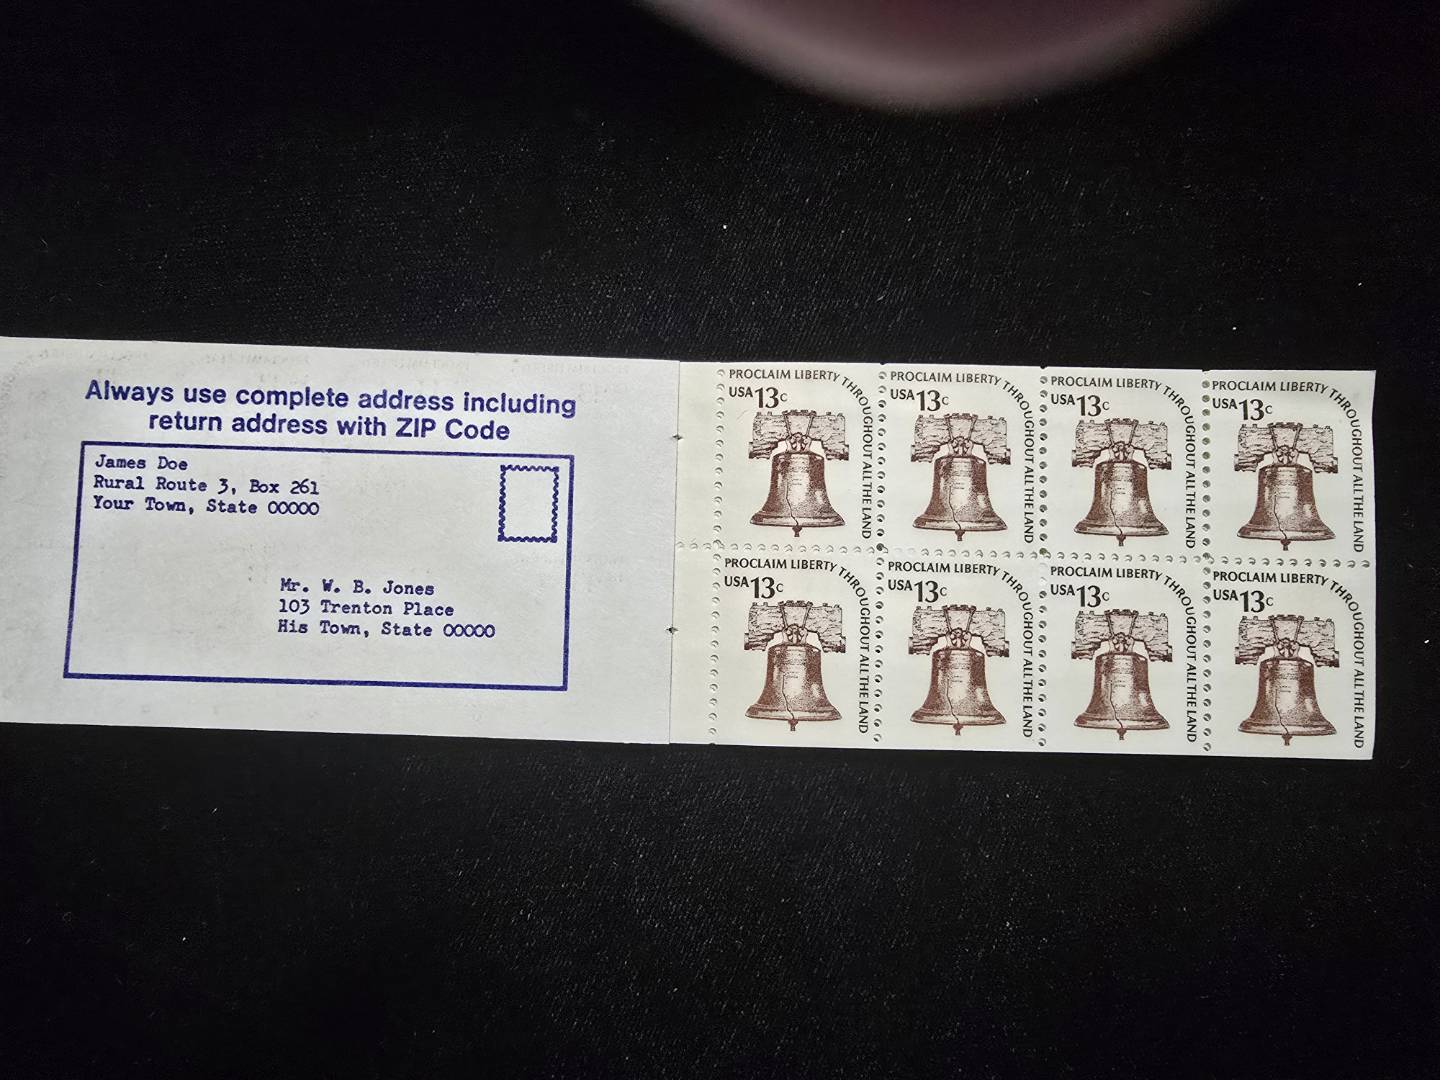 Always use complete address including
return address with ZIP Code
James Doe
Rural Route 3, Box 261
Your Town, State 00000
Mr. W. B. Jones
103 Trenton Place
His Town, State 00000
PROCLAIM LIBERTY THROUGHOUT ALL THE LAND
USA 13c
PROCLAIM LIBERTY THROUGHOUT ALL THE LAND
USA 13c
PROCLAIM LIBERTY THROUGHOUT ALL THE LAND
USA 13c
PROCLAIM LIBERTY THROUGHOUT ALL THE LAND
USA 13c
PROCLAIM LIBERTY THROUGHOUT ALL THE LAND
USA 13c
PROCLAIM LIBERTY THROUGHOUT ALL THE LAND
USA 13c
PROCLAIM LIBERTY THROUGHOUT ALL THE LAND
USA 13c
PROCLAIM LIBERTY THROUGHOUT ALL THE LAND
USA 13c